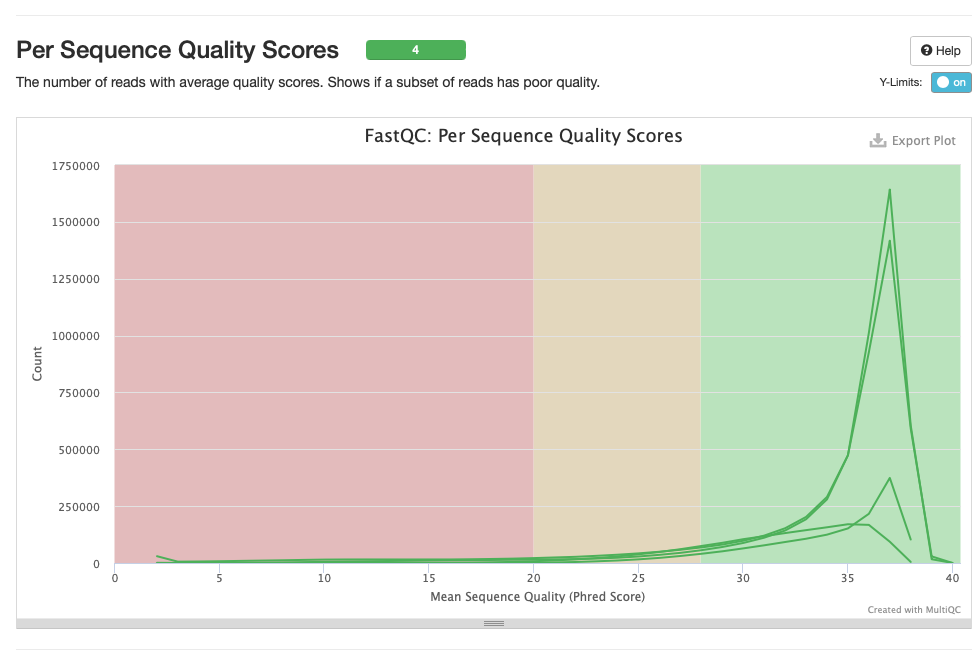 Per Sequence Quality Scores
4
Help
The number of reads with average quality scores. Shows if a subset of reads has poor quality.
Y-Limits:
on
FastQC: Per Sequence Quality Scores
Export Plot
1750000
1500000
1250000
1000000
750000
500000
250000
0
Count
0 5 10 15 20 25 30 35 40
Mean Sequence Quality (Phred Score)
Created with MultiQC